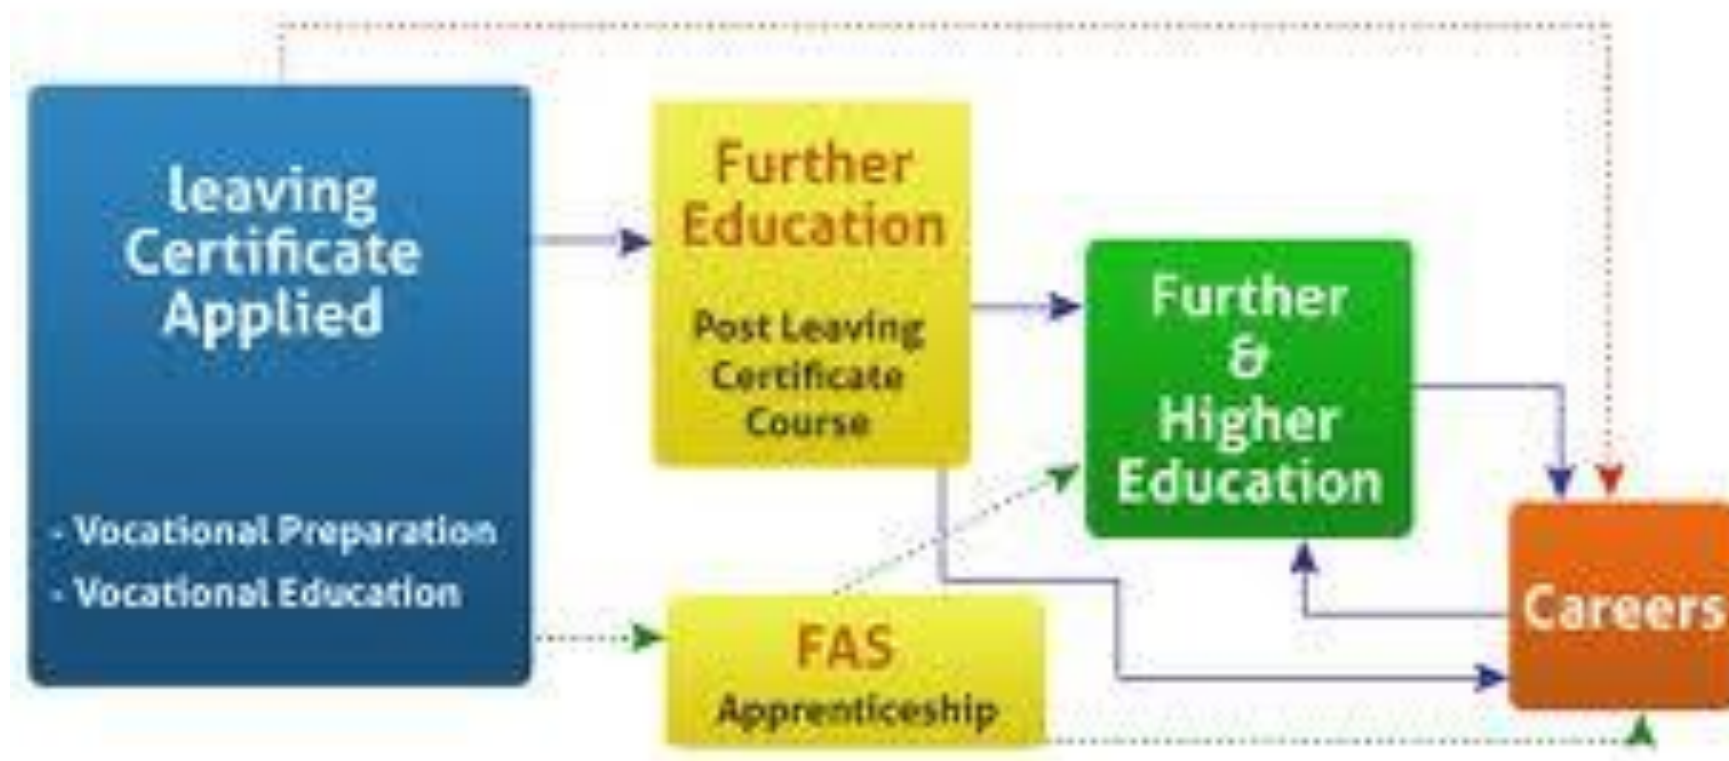 leaving
Certificate
Applied
- Vocational Preparation
- Vocational Education
Further
Education
Post Leaving
Certificate
Course
FAS
Apprenticeship
Further
&
Higher
Education
Careers